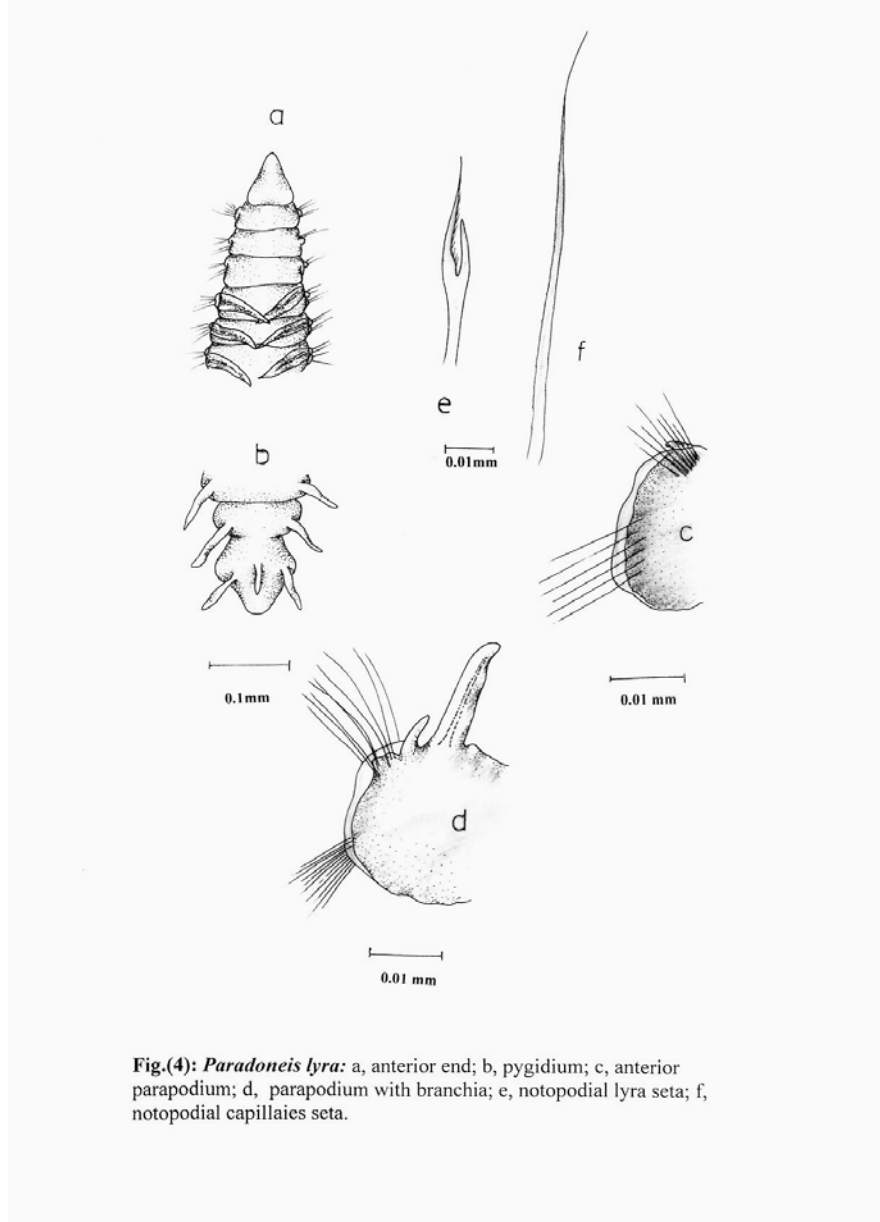 a
e
f
0.01mm
b
c
0.1mm
0.01 mm
d
0.01 mm
Fig.(4): Paradoneis lyra: a, anterior end; b, pygidium; c, anterior
parapodium; d, parapodium with branchia; e, notopodial lyra seta; f,
notopodial capillaies seta.